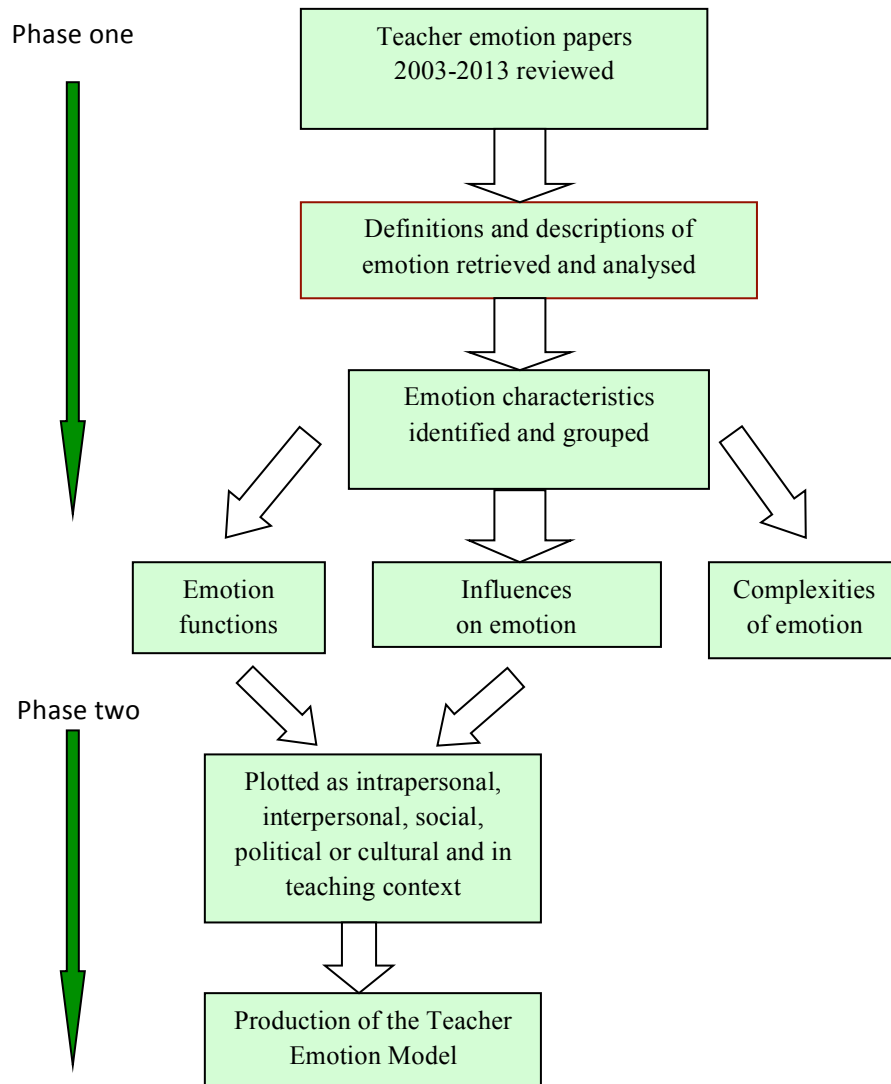 Phase one
Teacher emotion papers
2003-2013 reviewed
Definitions and descriptions of
emotion retrieved and analysed
Emotion characteristics
identified and grouped
Emotion
functions
Influences
on emotion
Complexities
of emotion
Phase two
Plotted as intrapersonal,
interpersonal, social,
political or cultural and in
teaching context
Production of the Teacher
Emotion Model